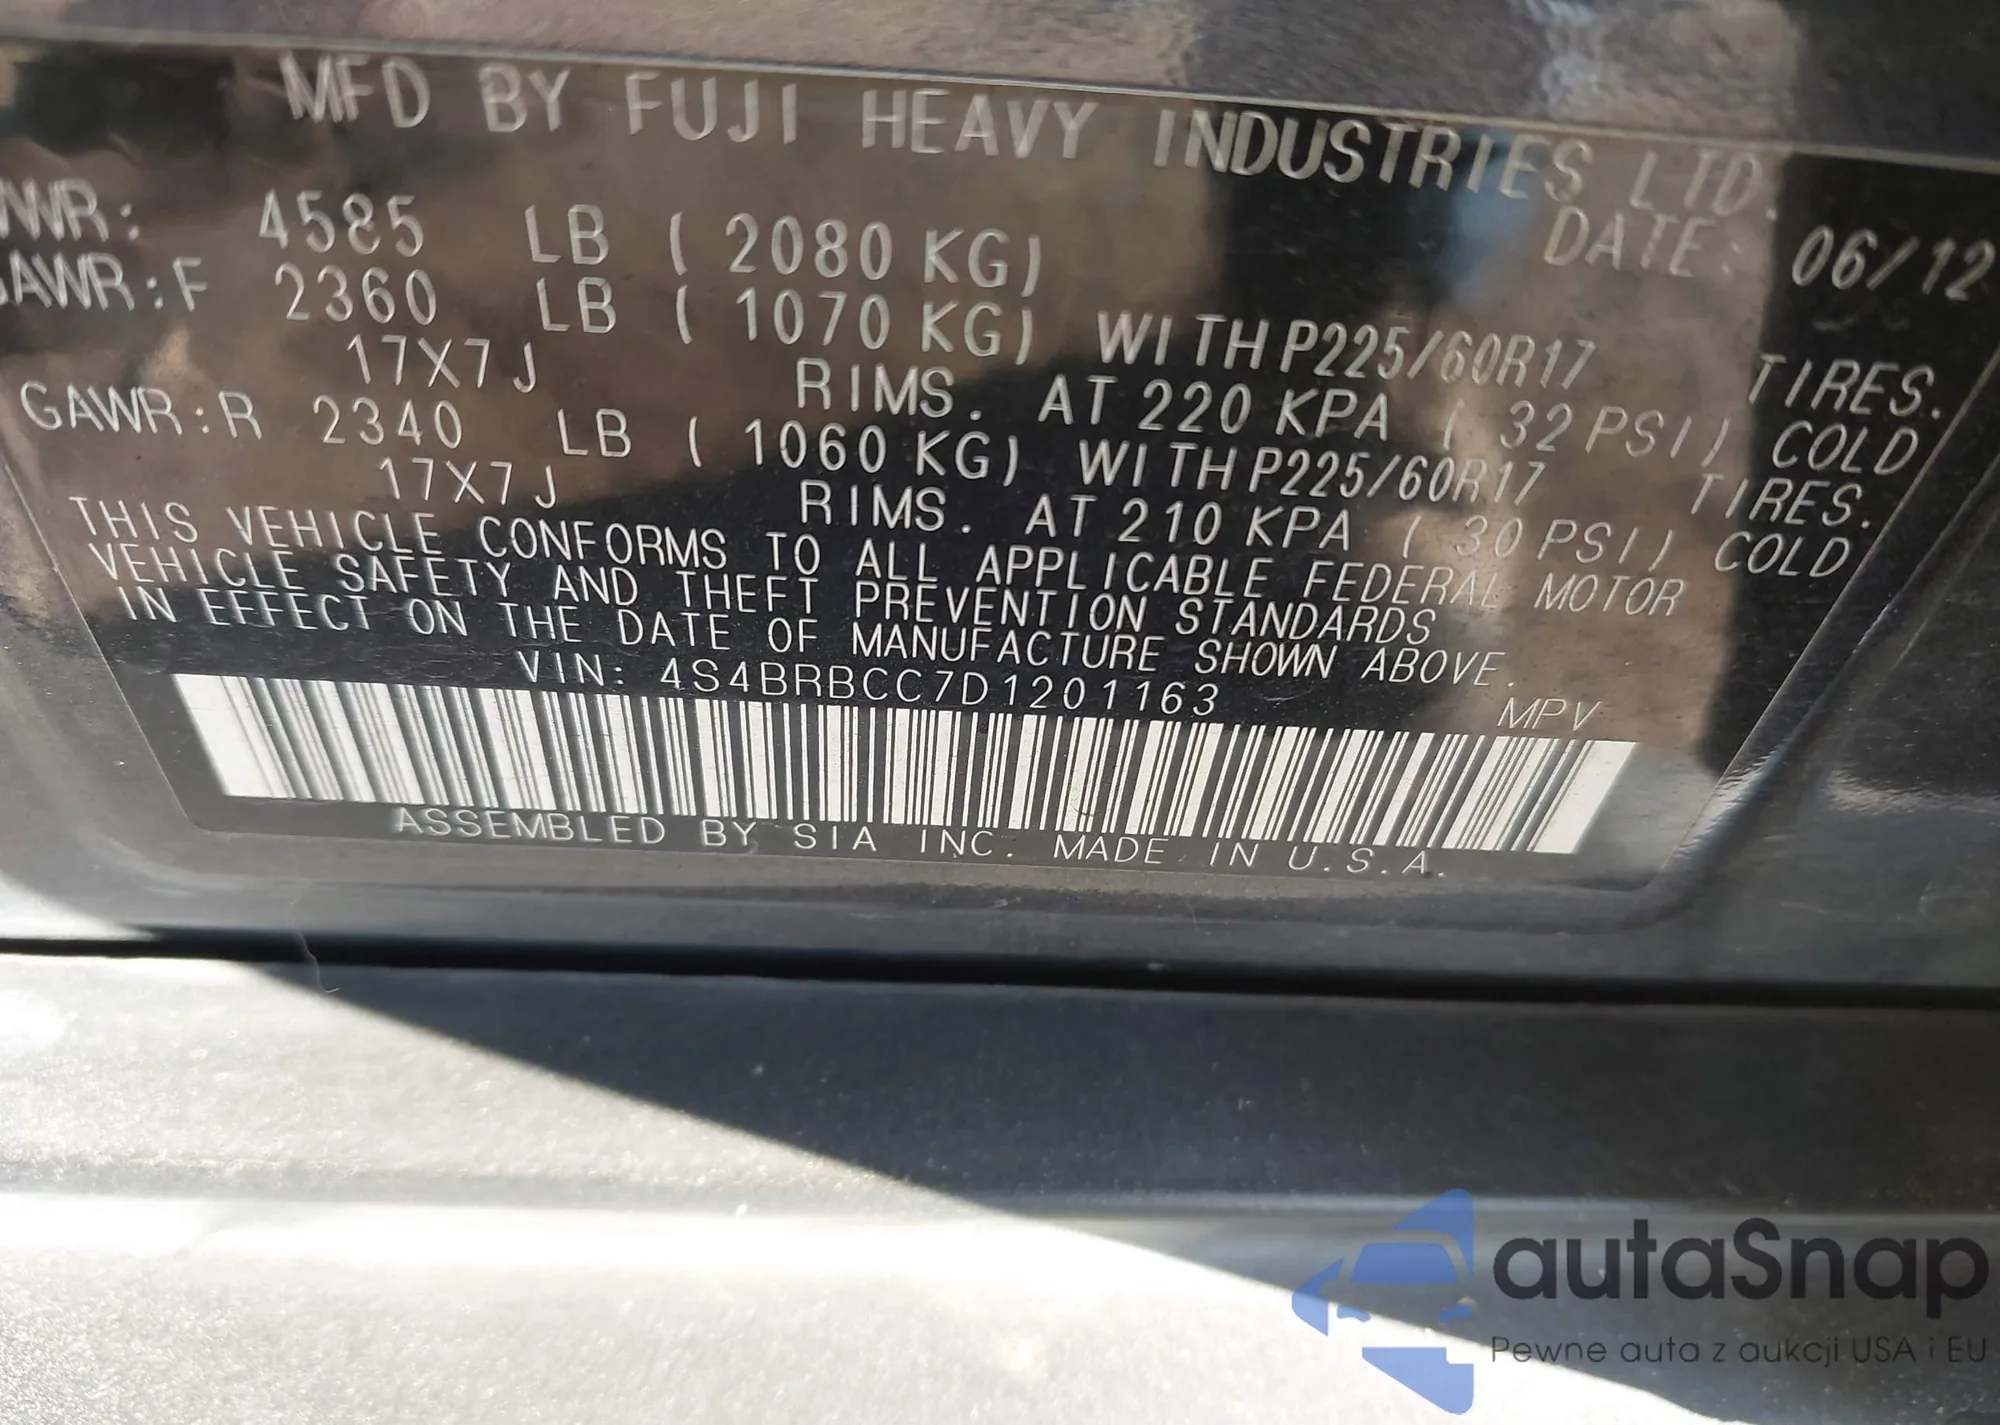 MFD BY FUJI HEAVY INDUSTRIES LTD.
DATE: 06/12
VWR: 4585 LB ( 2080 KG)
GAWR:F 2360 LB ( 1070 KG) WITH P225/60R17 TIRES.
17X7J RIMS. AT 220 KPA ( 32 PSI) COLD
GAWR:R 2340 LB ( 1060 KG) WITH P225/60R17 TIRES.
17X7J RIMS. AT 210 KPA ( 30 PSI) COLD
THIS VEHICLE CONFORMS TO ALL APPLICABLE FEDERAL MOTOR
VEHICLE SAFETY AND THEFT PREVENTION STANDARDS
IN EFFECT ON THE DATE OF MANUFACTURE SHOWN ABOVE.
VIN: 4S4BRBCC7D1201163 MPV
ASSEMBLED BY SIA INC. MADE IN U.S.A.
autaSnap
Pewne auta z aukcji USA i EU